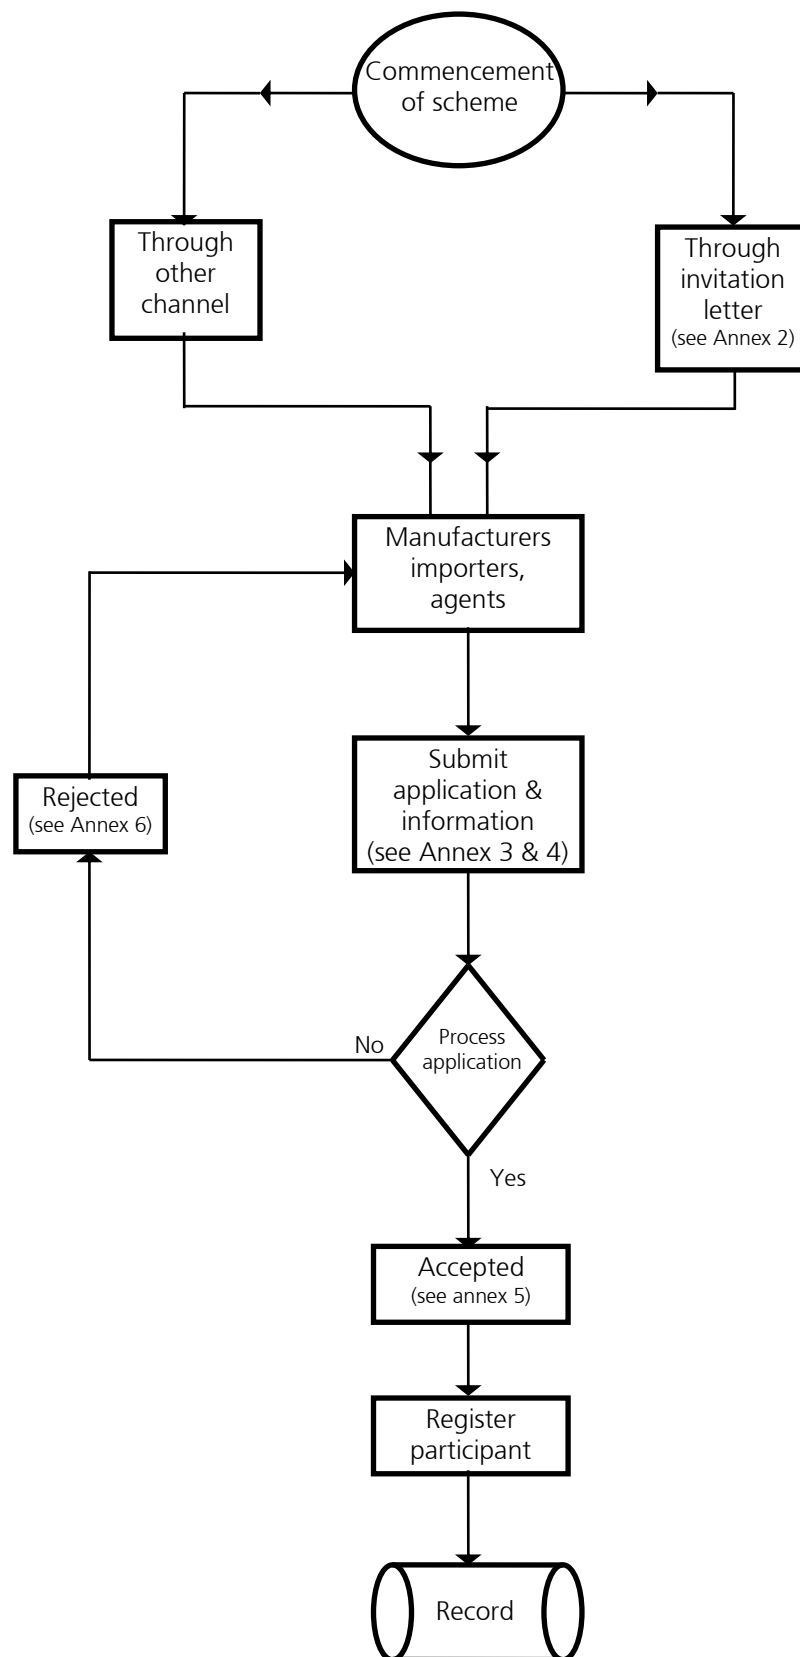 Commencement
of scheme
Through
other
channel
Through
invitation
letter
(see Annex 2)
Manufacturers
importers,
agents
Submit
application &
information
(see Annex 3 & 4)
Rejected
(see Annex 6)
No
Process
application
Yes
Accepted
(see annex 5)
Register
participant
Record